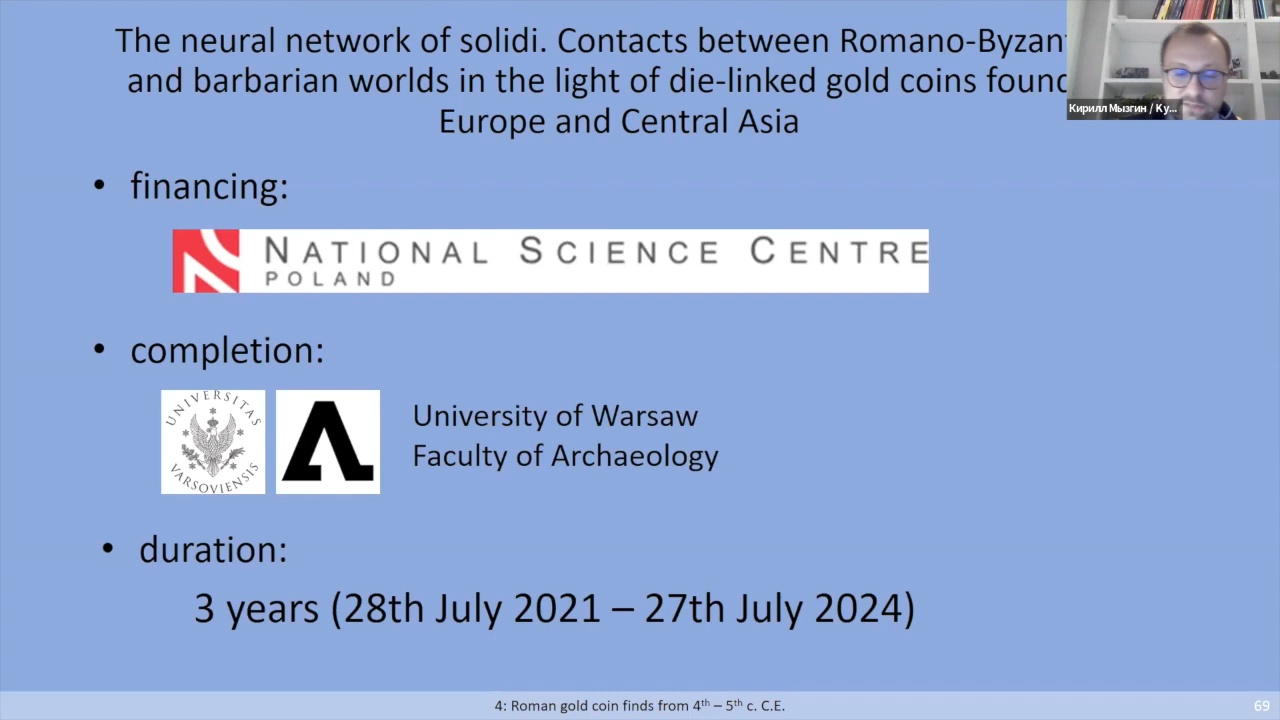 The neural network of solidi. Contacts between Romano-Byzan
and barbarian worlds in the light of die-linked gold coins found
Europe and Central Asia
Кирилл Мызгин / Ку...
• financing:
NATIONAL SCIENCE CENTRE
POLAND
• completion:
UNIVERSITAS
VARSOVIENSIS
University of Warsaw
Faculty of Archaeology
• duration:
3 years (28th July 2021 – 27th July 2024)
4: Roman gold coin finds from 4th – 5th c. C.E.
69